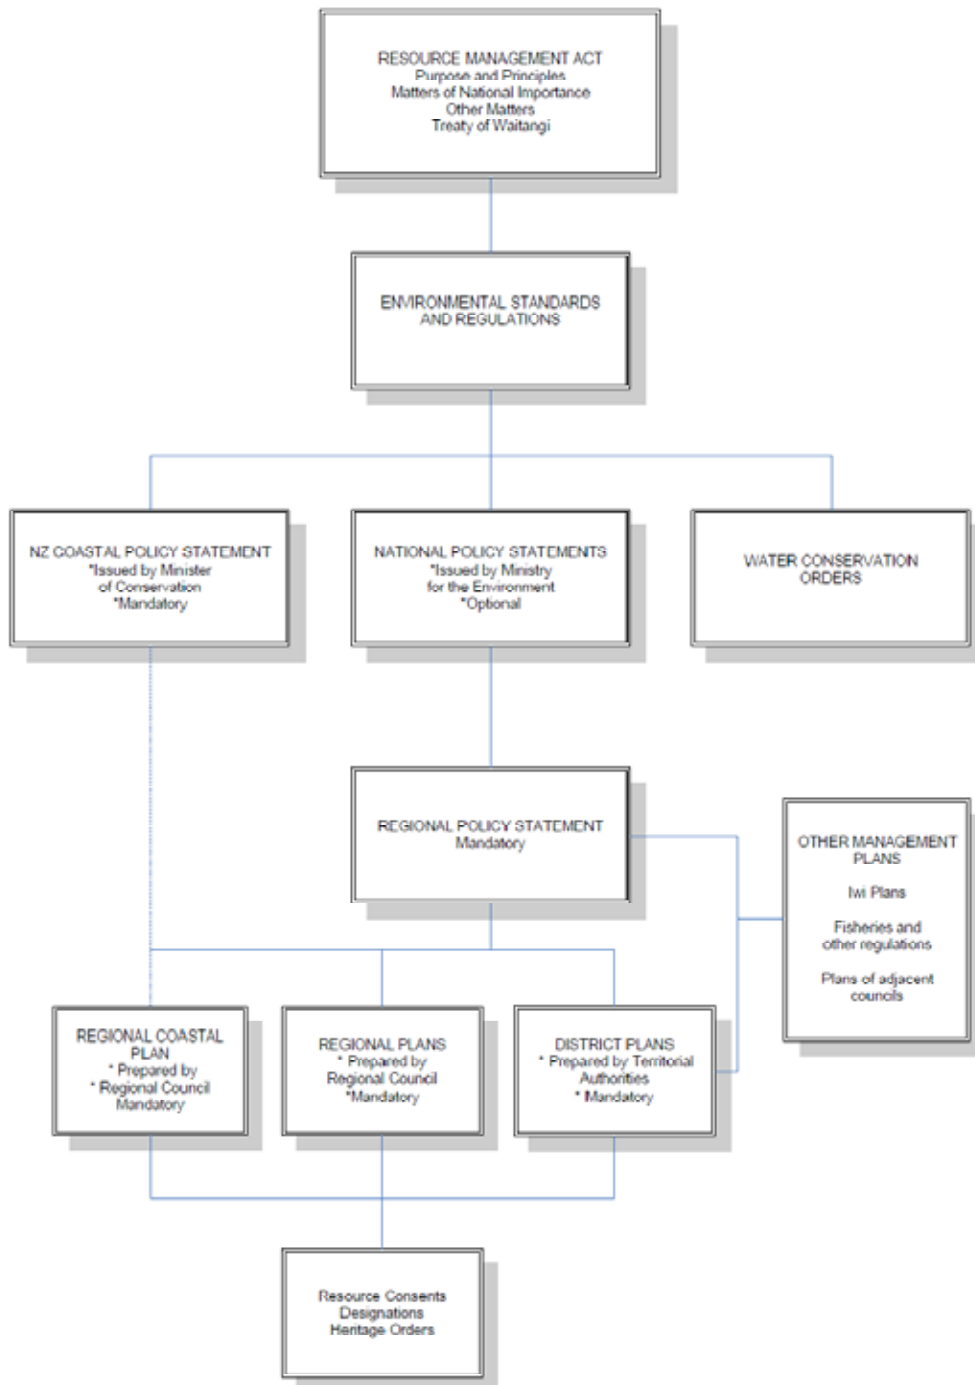 RESOURCE MANAGEMENT ACT
Purpose and Principles
Matters of National Importance
Other Matters
Treaty of Waitangi
ENVIRONMENTAL STANDARDS
AND REGULATIONS
NZ COASTAL POLICY STATEMENT
*Issued by Minister
of Conservation
*Mandatory
NATIONAL POLICY STATEMENTS
*Issued by Ministry
for the Environment
*Optional
WATER CONSERVATION
ORDERS
REGIONAL POLICY STATEMENT
Mandatory
OTHER MANAGEMENT
PLANS
Iwi Plans
Fisheries and
other regulations
Plans of adjacent
councils
REGIONAL COASTAL
PLAN
* Prepared by
* Regional Council
Mandatory
REGIONAL PLANS
* Prepared by
Regional Council
*Mandatory
DISTRICT PLANS
* Prepared by Territorial
Authorities
* Mandatory
Resource Consents
Designations
Heritage Orders